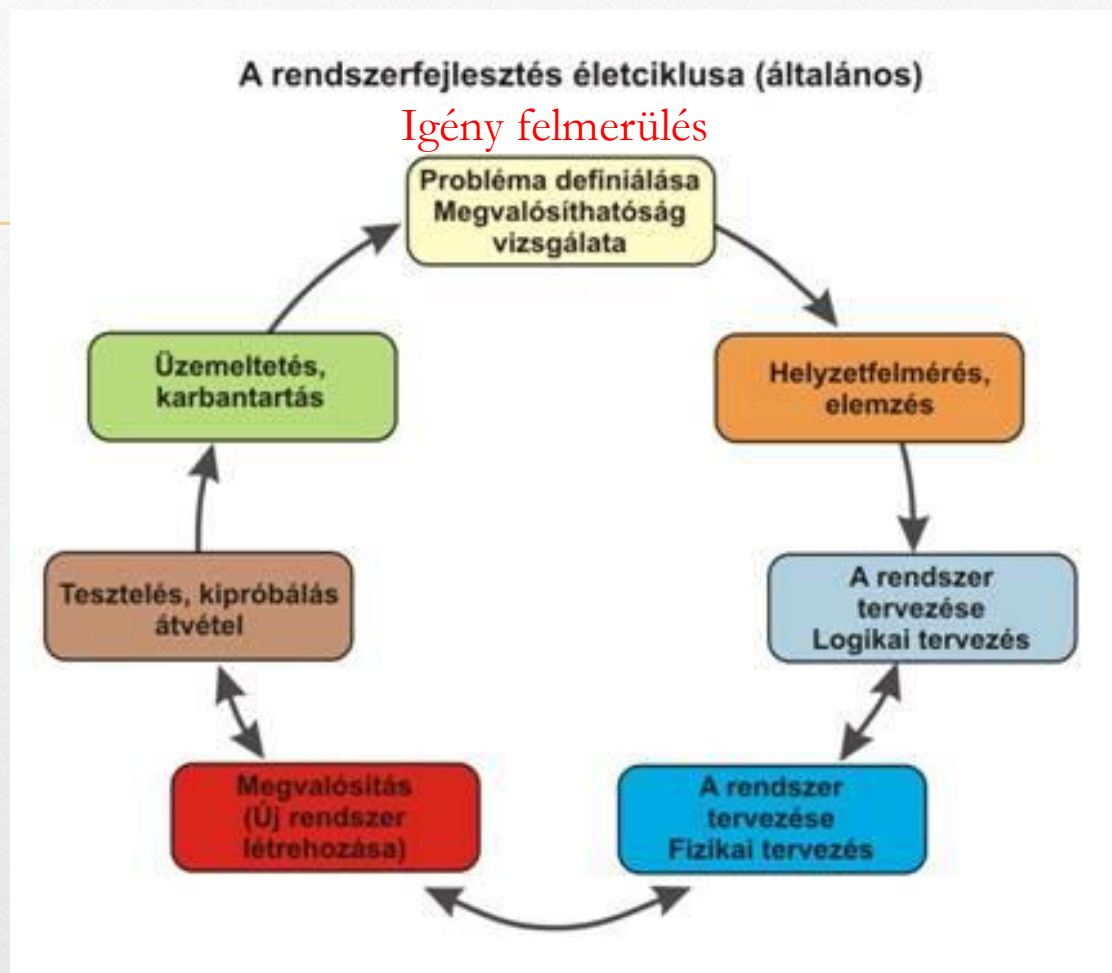 A rendszerfejlesztés életciklusa (általános)
Igény felmerülés
Probléma definiálása
Megvalósíthatóság
vizsgálata
Helyzetfelmérés,
elemzés
A rendszer
tervezése
Logikai tervezés
A rendszer
tervezése
Fizikai tervezés
Megvalósítás
(Új rendszer
létrehozása)
Tesztelés, kipróbálás
átvétel
Üzemeltetés,
karbantartás